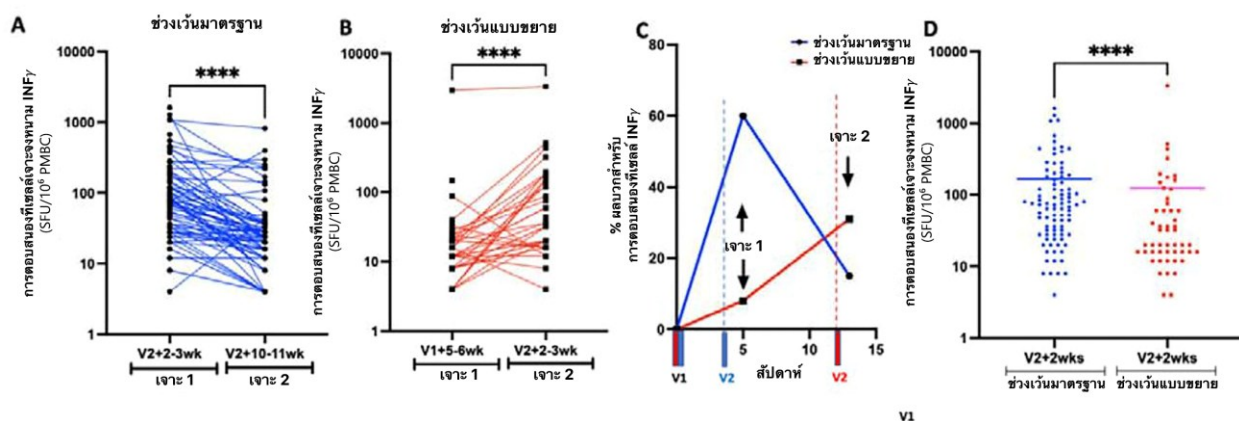 A
ช่วงเว้นมาตรฐาน
การตอบสนองทีเซลล์เจาะจงหนาม INFγ
(SFU/10⁶ PMBC)
10000
1000
100
10
1
****
V2+2-3wk
V2+10-11wk
เจาะ 1
เจาะ 2
B
ช่วงเว้นแบบขยาย
การตอบสนองทีเซลล์เจาะจงหนาม INFγ
(SFU/10⁶ PMBC)
10000
1000
100
10
1
****
V1+5-6wk
V2+2-3wk
เจาะ 1
เจาะ 2
C
ช่วงเว้นมาตรฐาน
ช่วงเว้นแบบขยาย
% ผลบวกสำหรับ
การตอบสนองทีเซลล์ INFγ
80
60
40
20
0
เจาะ 1
เจาะ 2
5
10
15
V1
V2
สัปดาห์
V2
D
การตอบสนองทีเซลล์เจาะจงหนาม INFγ
(SFU/10⁶ PMBC)
10000
1000
100
10
1
****
V2+2wks
V2+2wks
ช่วงเว้นมาตรฐาน
ช่วงเว้นแบบขยาย
V1